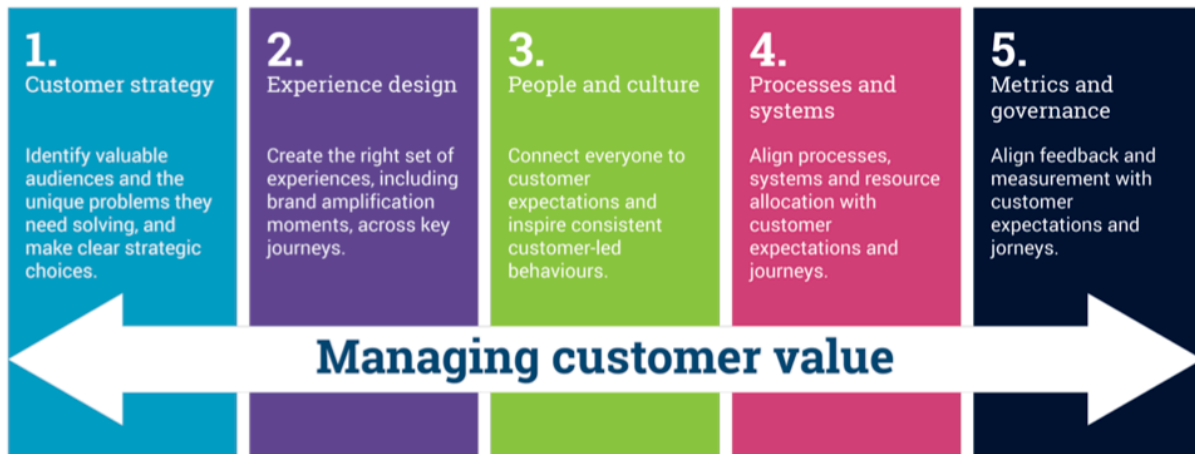 1.
Customer strategy
Identify valuable
audiences and the
unique problems they
need solving, and
make clear strategic
choices.
2.
Experience design
Create the right set of
experiences, including
brand amplification
moments, across key
journeys.
3.
People and culture
Connect everyone to
customer
expectations and
inspire consistent
customer-led
behaviours.
4.
Processes and
systems
Align processes,
systems and resource
allocation with
customer
expectations and
journeys.
5.
Metrics and
governance
Align feedback and
measurement with
customer
expectations and
jorneys.
Managing customer value